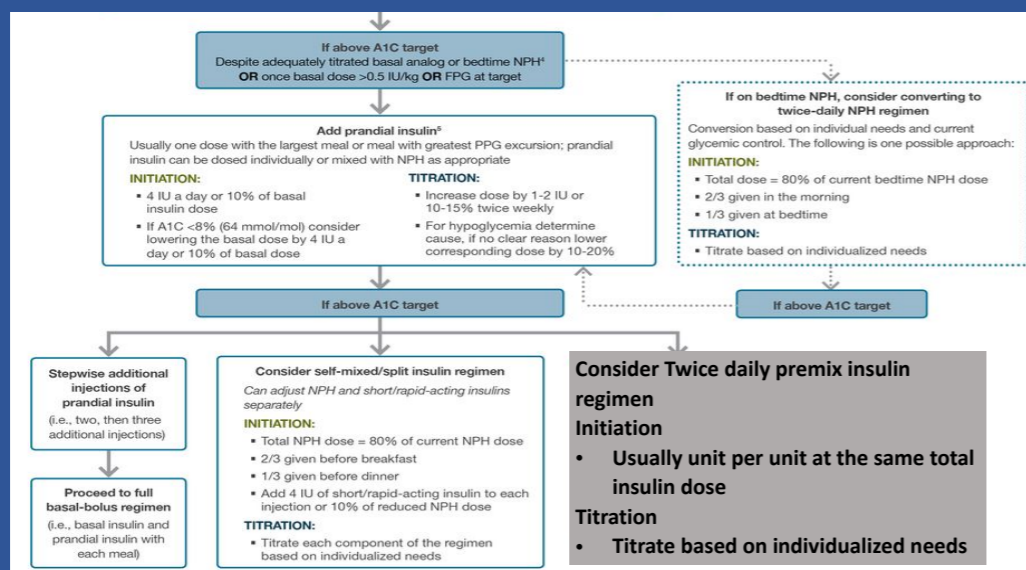 If above A1C target
Despite adequately titrated basal analog or bedtime NPH⁴
OR once basal dose >0.5 IU/kg OR FPG at target
Add prandial insulin⁵
Usually one dose with the largest meal or meal with greatest PPG excursion; prandial
insulin can be dosed individually or mixed with NPH as appropriate
INITIATION:
▪ 4 IU a day or 10% of basal
insulin dose
▪ If A1C <8% (64 mmol/mol) consider
lowering the basal dose by 4 IU a
day or 10% of basal dose
TITRATION:
▪ Increase dose by 1-2 IU or
10-15% twice weekly
▪ For hypoglycemia determine
cause, if no clear reason lower
corresponding dose by 10-20%
If on bedtime NPH, consider converting to
twice-daily NPH regimen
Conversion based on individual needs and current
glycemic control. The following is one possible approach:
INITIATION:
▪ Total dose = 80% of current bedtime NPH dose
▪ 2/3 given in the morning
▪ 1/3 given at bedtime
TITRATION:
▪ Titrate based on individualized needs
If above A1C target
If above A1C target
Stepwise additional
injections of
prandial insulin
(i.e., two, then three
additional injections)
Proceed to full
basal-bolus regimen
(i.e., basal insulin and
prandial insulin with
each meal)
Consider self-mixed/split insulin regimen
Can adjust NPH and short/rapid-acting insulins
separately
INITIATION:
▪ Total NPH dose = 80% of current NPH dose
▪ 2/3 given before breakfast
▪ 1/3 given before dinner
▪ Add 4 IU of short/rapid-acting insulin to each
injection or 10% of reduced NPH dose
TITRATION:
▪ Titrate each component of the regimen
based on individualized needs
Consider Twice daily premix insulin
regimen
Initiation
• Usually unit per unit at the same total
insulin dose
Titration
• Titrate based on individualized needs